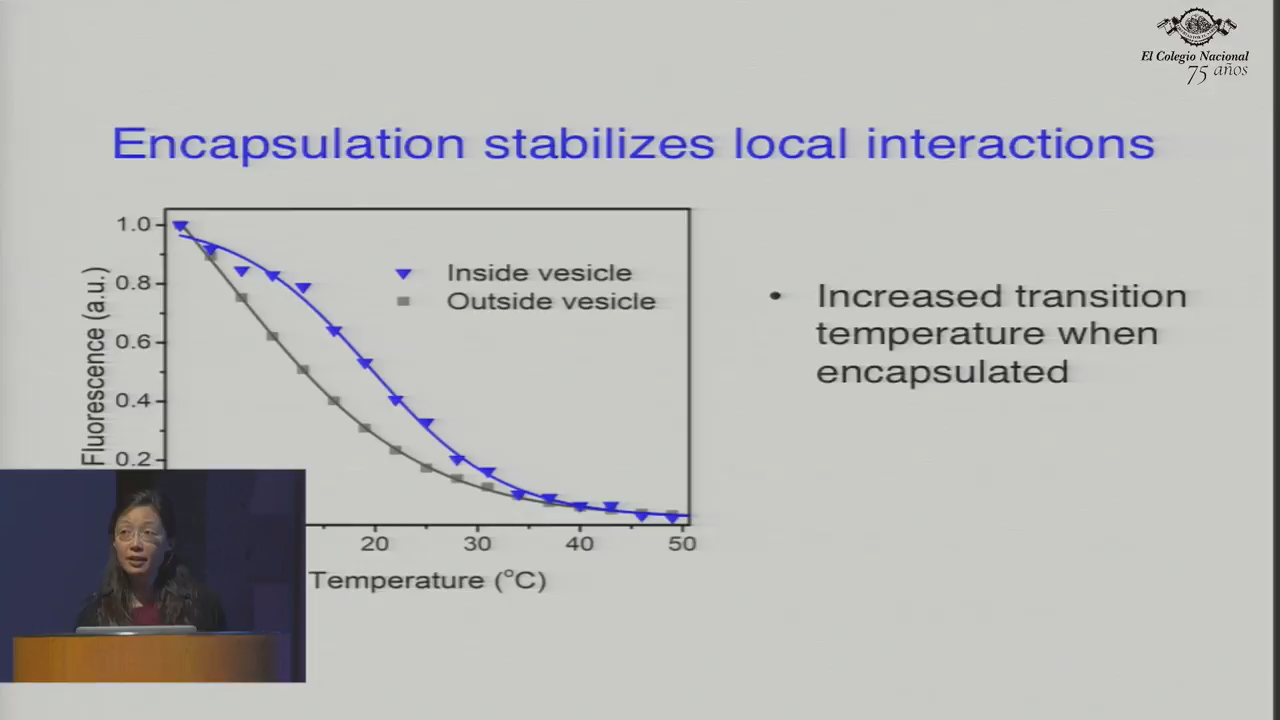 El Colegio Nacional
75 años
Encapsulation stabilizes local interactions
1.0
0.8
0.6
0.4
0.2
Fluorescence (a.u.)
Inside vesicle
Outside vesicle
20
30
40
50
Temperature (°C)
• Increased transition
temperature when
encapsulated